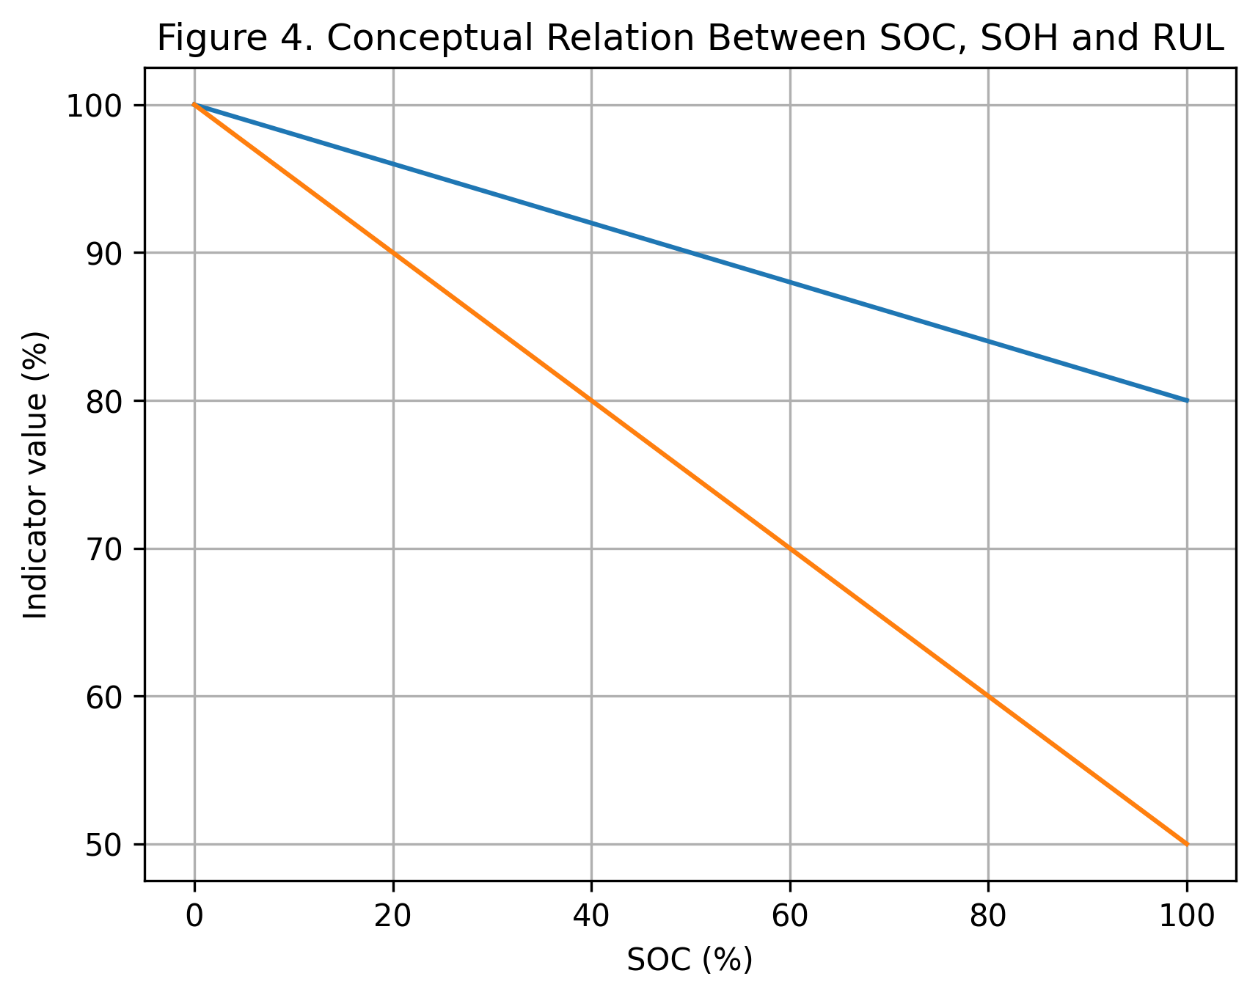 Figure 4. Conceptual Relation Between SOC, SOH and RUL
100
90
80
70
60
50
Indicator value (%)
0 20 40 60 80 100
SOC (%)